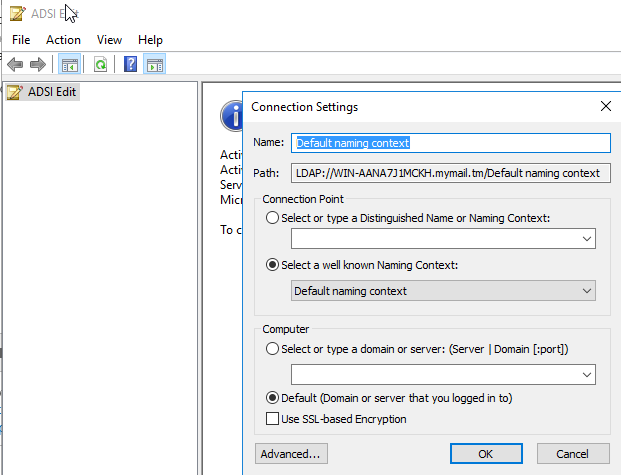 ADSI Edit
File Action View Help
ADSI Edit
Connection Settings
Name: Default naming context
Path: LDAP://WIN-AANA7J1MCKH.mymail.tm/Default naming context
Connection Point
Select or type a Distinguished Name or Naming Context:
Select a well known Naming Context:
Default naming context
Computer
Select or type a domain or server: (Server | Domain [:port])
Default (Domain or server that you logged in to)
Use SSL-based Encryption
Advanced... OK Cancel
Activ
Activ
Serv
Micr
To c